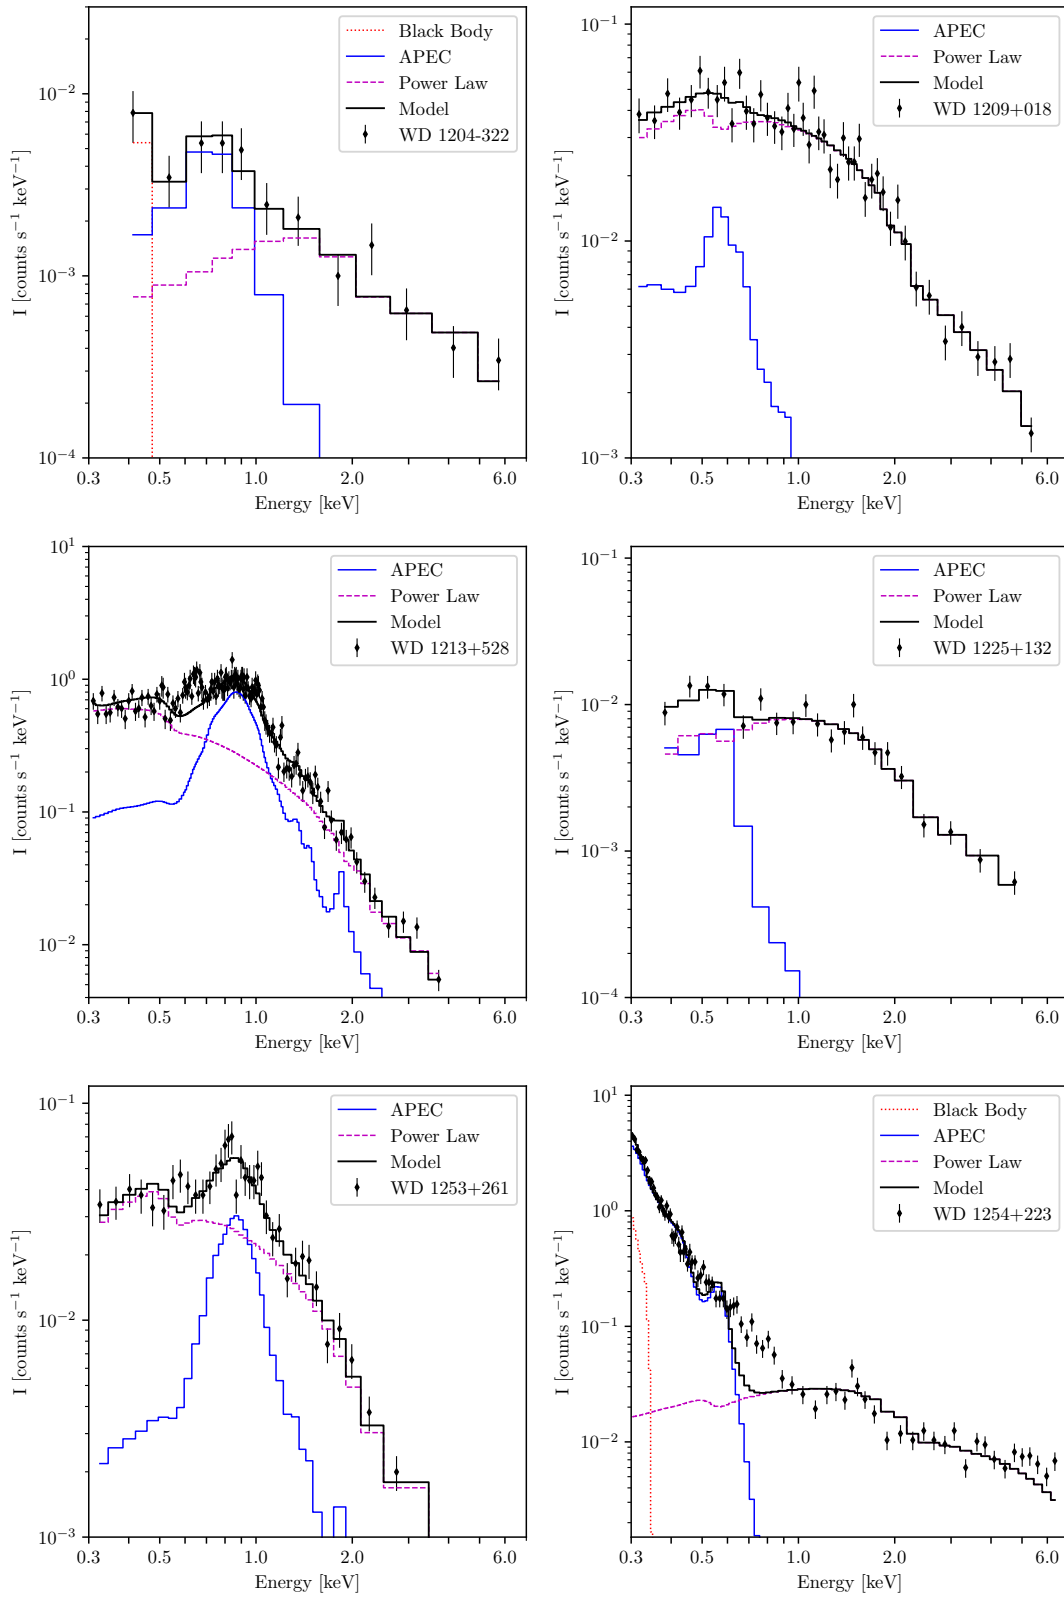 Black Body
APEC
Power Law
Model
WD 1204-322
10⁻²
10⁻³
10⁻⁴
I [counts s⁻¹ keV⁻¹]
0.3 0.5 1.0 2.0 6.0
Energy [keV]
APEC
Power Law
Model
WD 1209+018
10⁻¹
10⁻²
10⁻³
I [counts s⁻¹ keV⁻¹]
0.3 0.5 1.0 2.0 6.0
Energy [keV]
APEC
Power Law
Model
WD 1213+528
10¹
10⁰
10⁻¹
10⁻²
I [counts s⁻¹ keV⁻¹]
0.3 0.5 1.0 2.0 6.0
Energy [keV]
APEC
Power Law
Model
WD 1225+132
10⁻¹
10⁻²
10⁻³
10⁻⁴
I [counts s⁻¹ keV⁻¹]
0.3 0.5 1.0 2.0 6.0
Energy [keV]
APEC
Power Law
Model
WD 1253+261
10⁻¹
10⁻²
10⁻³
I [counts s⁻¹ keV⁻¹]
0.3 0.5 1.0 2.0 6.0
Energy [keV]
Black Body
APEC
Power Law
Model
WD 1254+223
10¹
10⁰
10⁻¹
10⁻²
I [counts s⁻¹ keV⁻¹]
0.3 0.5 1.0 2.0 6.0
Energy [keV]